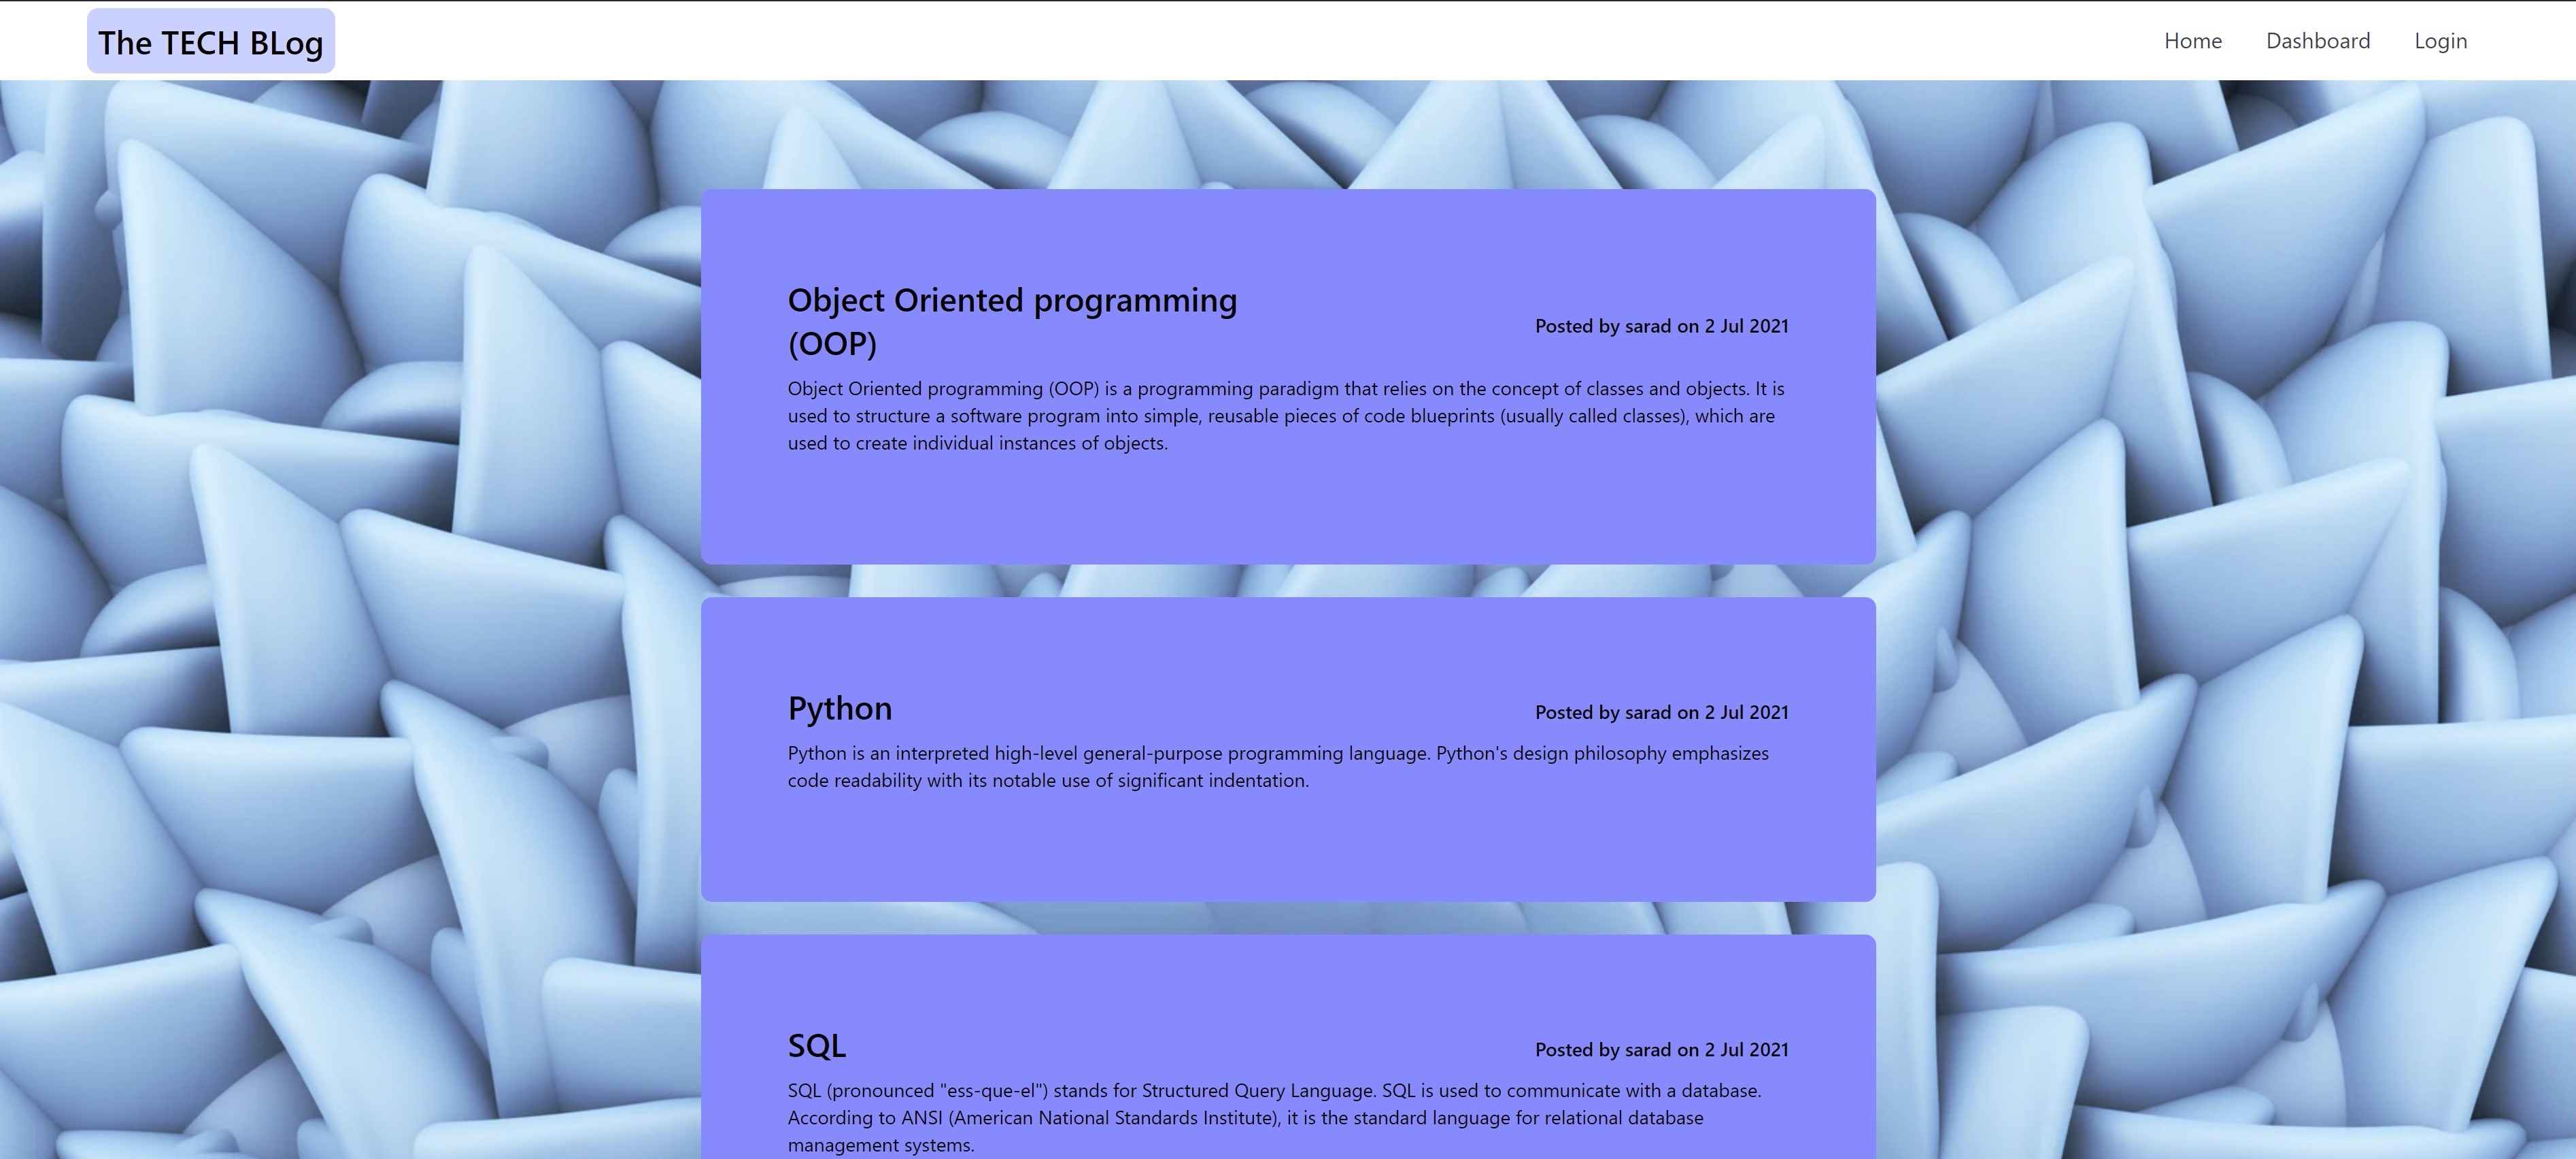 The TECH BLog
Home Dashboard Login
Object Oriented programming
(OOP)
Posted by sarad on 2 Jul 2021
Object Oriented programming (OOP) is a programming paradigm that relies on the concept of classes and objects. It is
used to structure a software program into simple, reusable pieces of code blueprints (usually called classes), which are
used to create individual instances of objects.
Python
Posted by sarad on 2 Jul 2021
Python is an interpreted high-level general-purpose programming language. Python's design philosophy emphasizes
code readability with its notable use of significant indentation.
SQL
Posted by sarad on 2 Jul 2021
SQL (pronounced "ess-que-el") stands for Structured Query Language. SQL is used to communicate with a database.
According to ANSI (American National Standards Institute), it is the standard language for relational database
management systems.